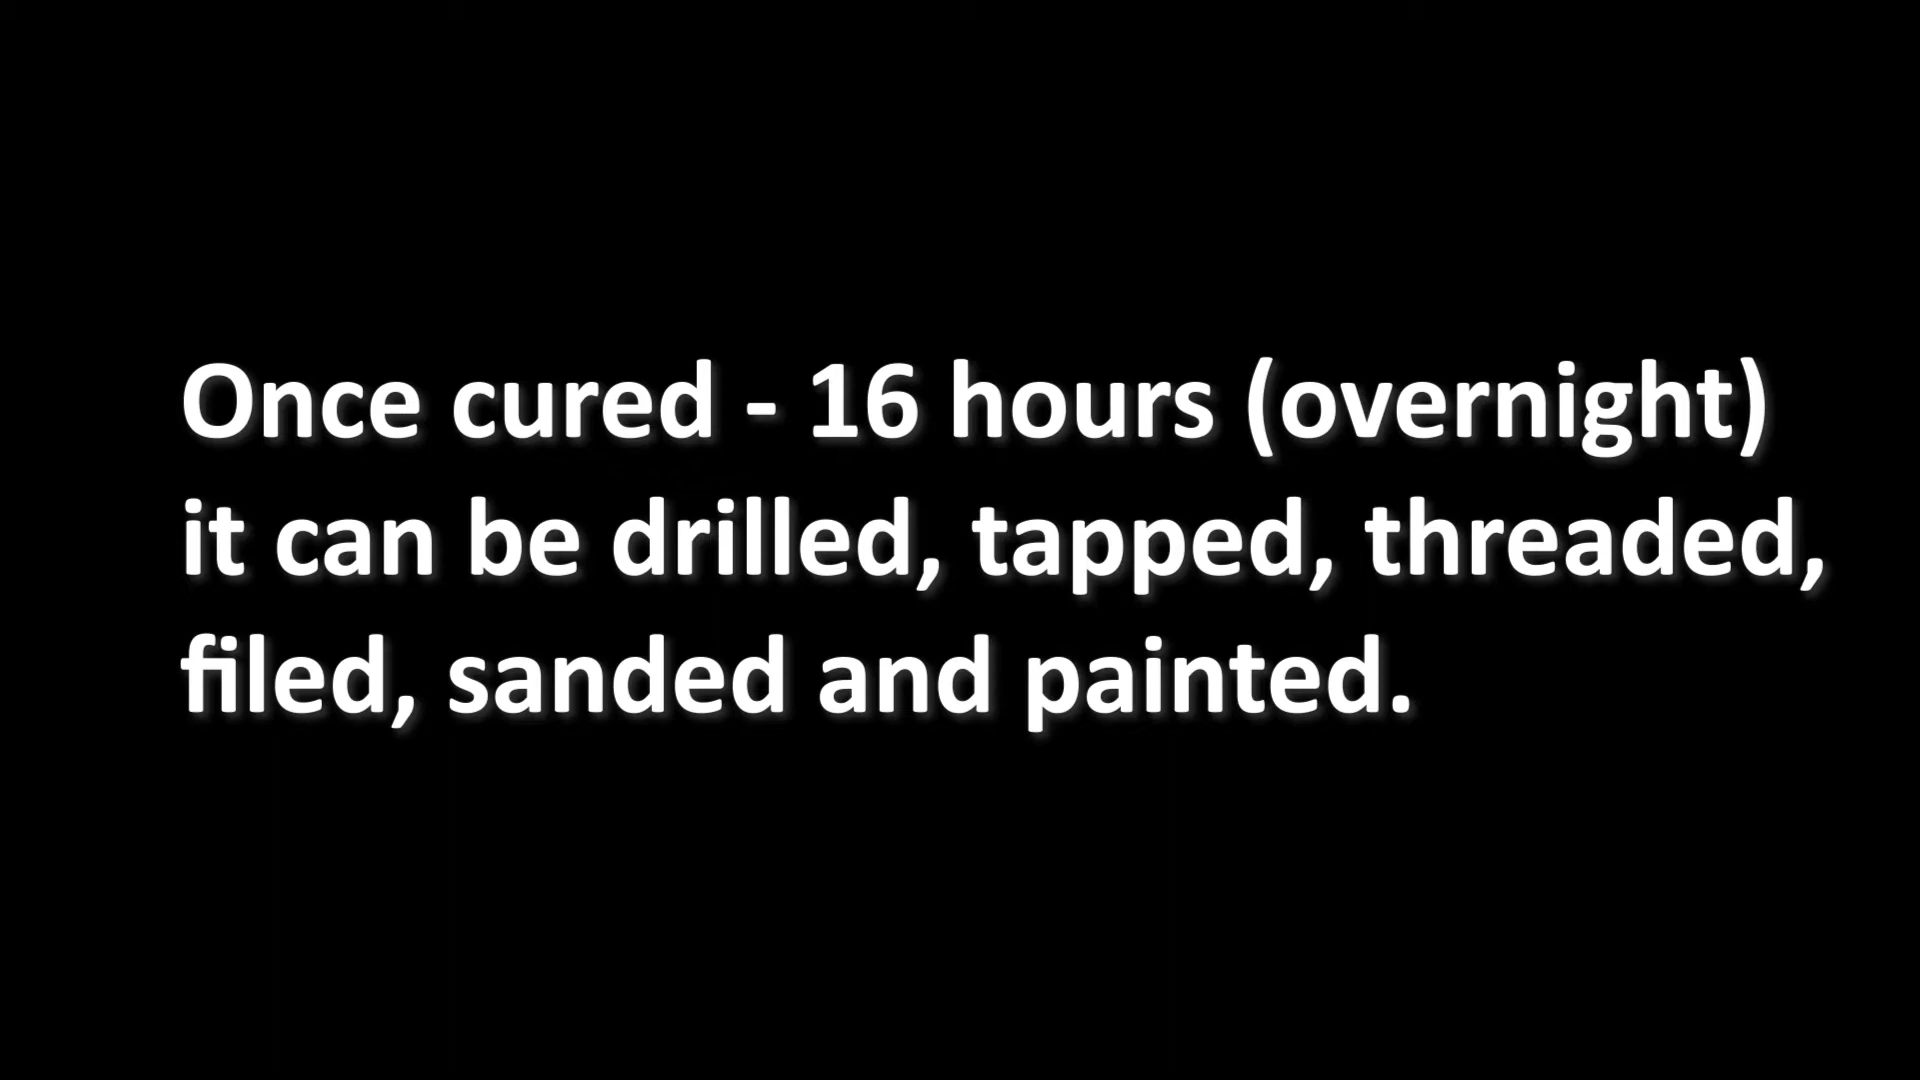 Once cured - 16 hours (overnight)
it can be drilled, tapped, threaded,
filed, sanded and painted.